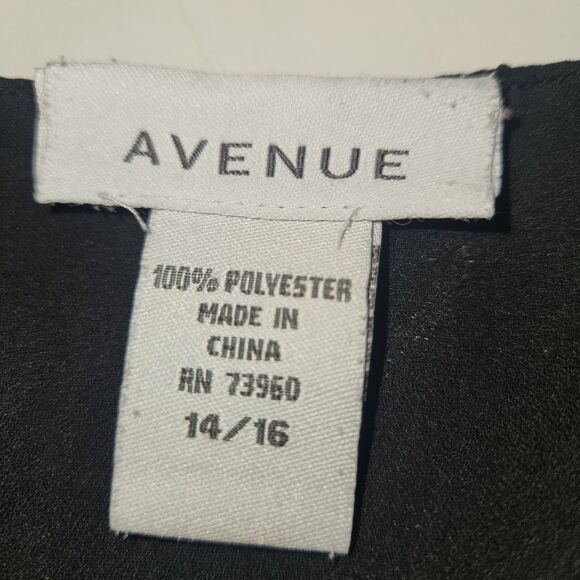 AVENUE
100% POLYESTER
MADE IN
CHINA
RN 73960
14/16